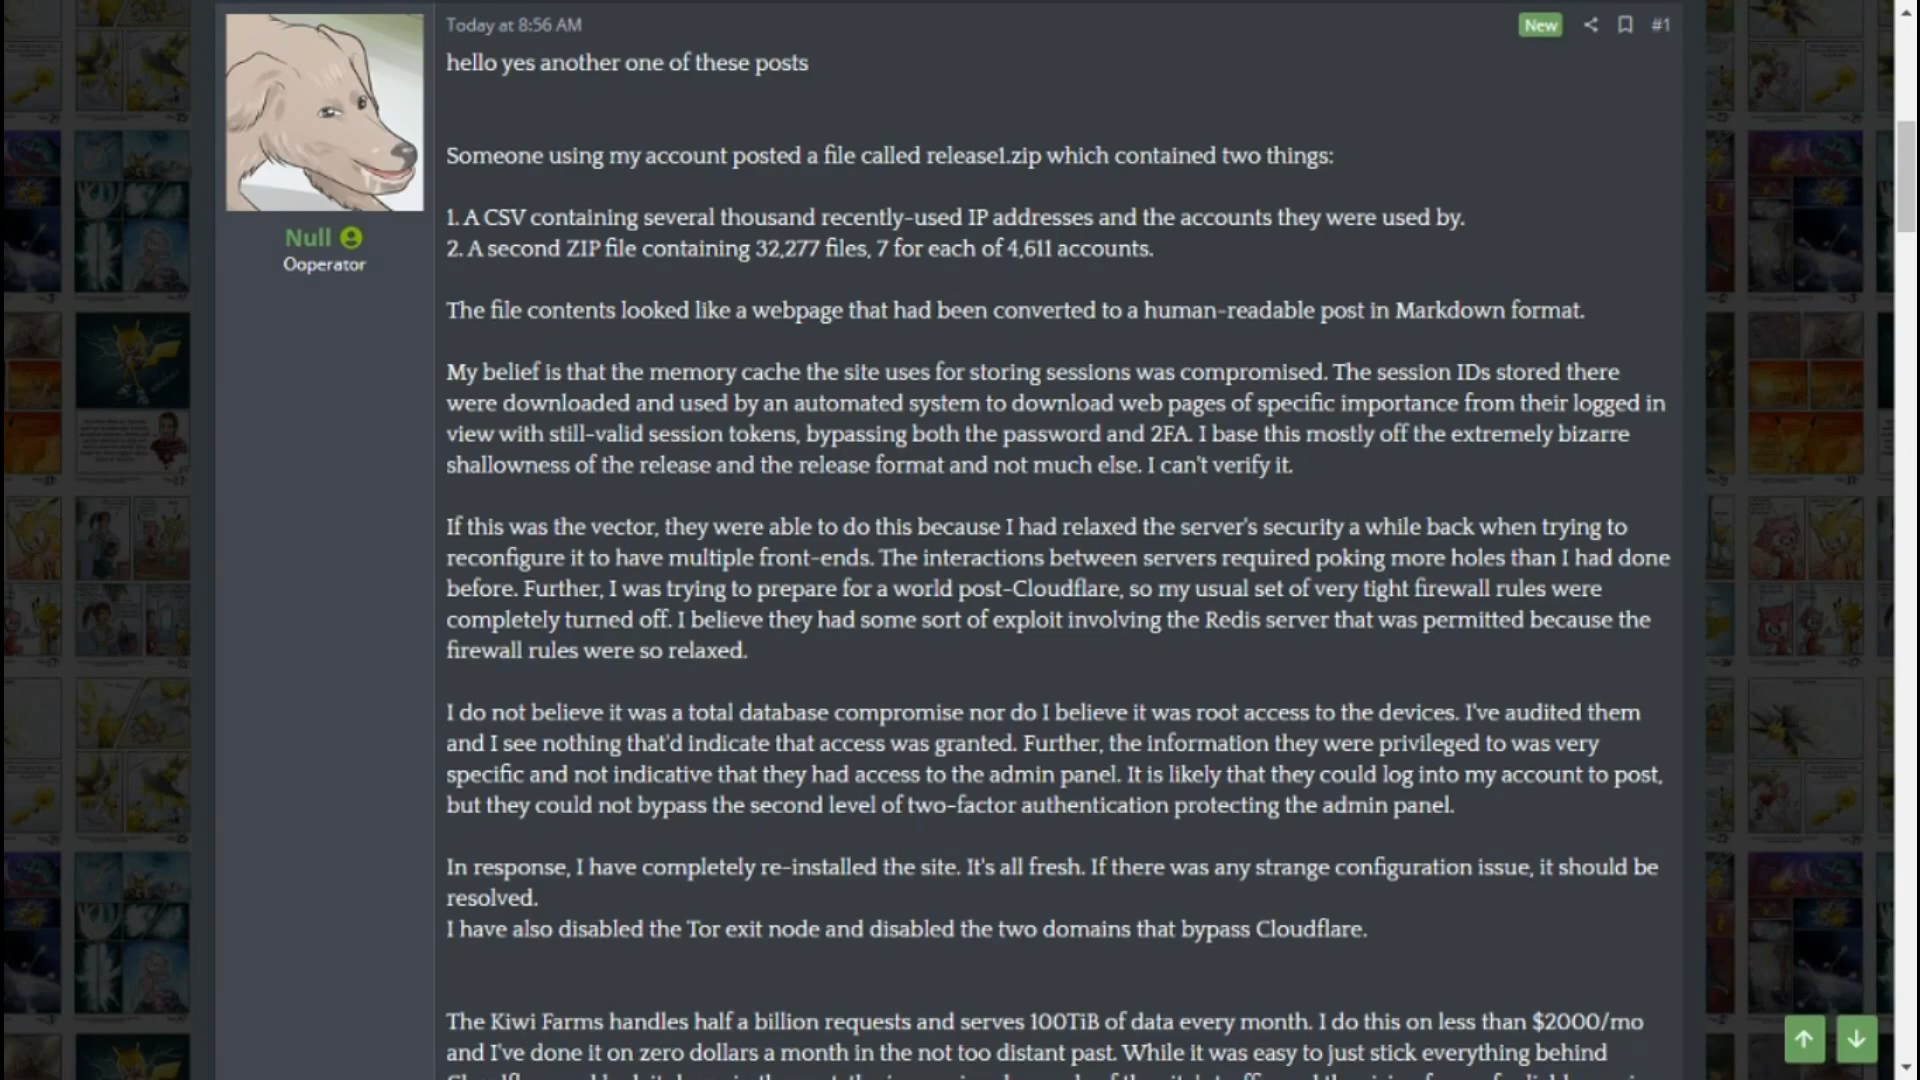 Today at 8:56 AM
New
#1
hello yes another one of these posts
Someone using my account posted a file called release1.zip which contained two things:
1. A CSV containing several thousand recently-used IP addresses and the accounts they were used by.
2. A second ZIP file containing 32,277 files, 7 for each of 4,611 accounts.
Null
Ooperator
The file contents looked like a webpage that had been converted to a human-readable post in Markdown format.
My belief is that the memory cache the site uses for storing sessions was compromised. The session IDs stored there
were downloaded and used by an automated system to download web pages of specific importance from their logged in
view with still-valid session tokens, bypassing both the password and 2FA. I base this mostly off the extremely bizarre
shallowness of the release and the release format and not much else. I can't verify it.
If this was the vector, they were able to do this because I had relaxed the server's security a while back when trying to
reconfigure it to have multiple front-ends. The interactions between servers required poking more holes than I had done
before. Further, I was trying to prepare for a world post-Cloudflare, so my usual set of very tight firewall rules were
completely turned off. I believe they had some sort of exploit involving the Redis server that was permitted because the
firewall rules were so relaxed.
I do not believe it was a total database compromise nor do I believe it was root access to the devices. I've audited them
and I see nothing that'd indicate that access was granted. Further, the information they were privileged to was very
specific and not indicative that they had access to the admin panel. It is likely that they could log into my account to post,
but they could not bypass the second level of two-factor authentication protecting the admin panel.
In response, I have completely re-installed the site. It's all fresh. If there was any strange configuration issue, it should be
resolved.
I have also disabled the Tor exit node and disabled the two domains that bypass Cloudflare.
The Kiwi Farms handles half a billion requests and serves 100TiB of data every month. I do this on less than $2000/mo
and I've done it on zero dollars a month in the not too distant past. While it was easy to just stick everything behind